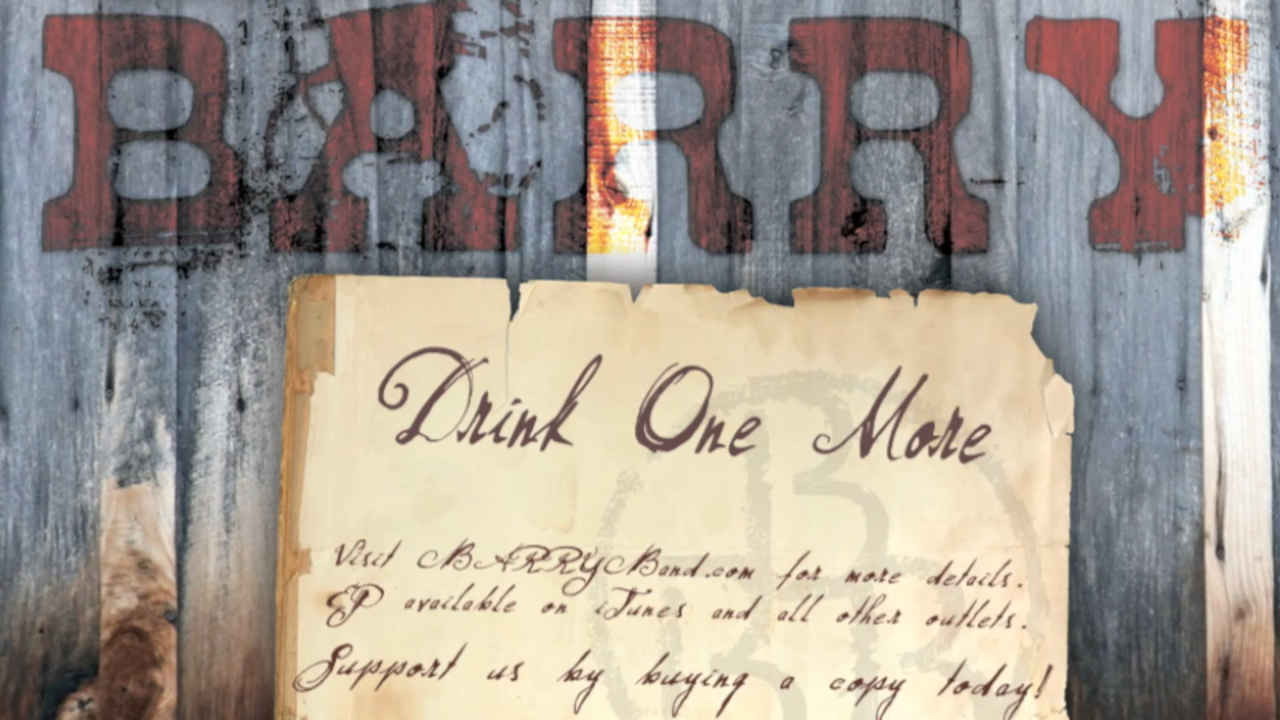 BARRY
Drink One More
Visit BARRYBand.com for more details.
EP available on iTunes and all other outlets.
Support us by buying a copy today!